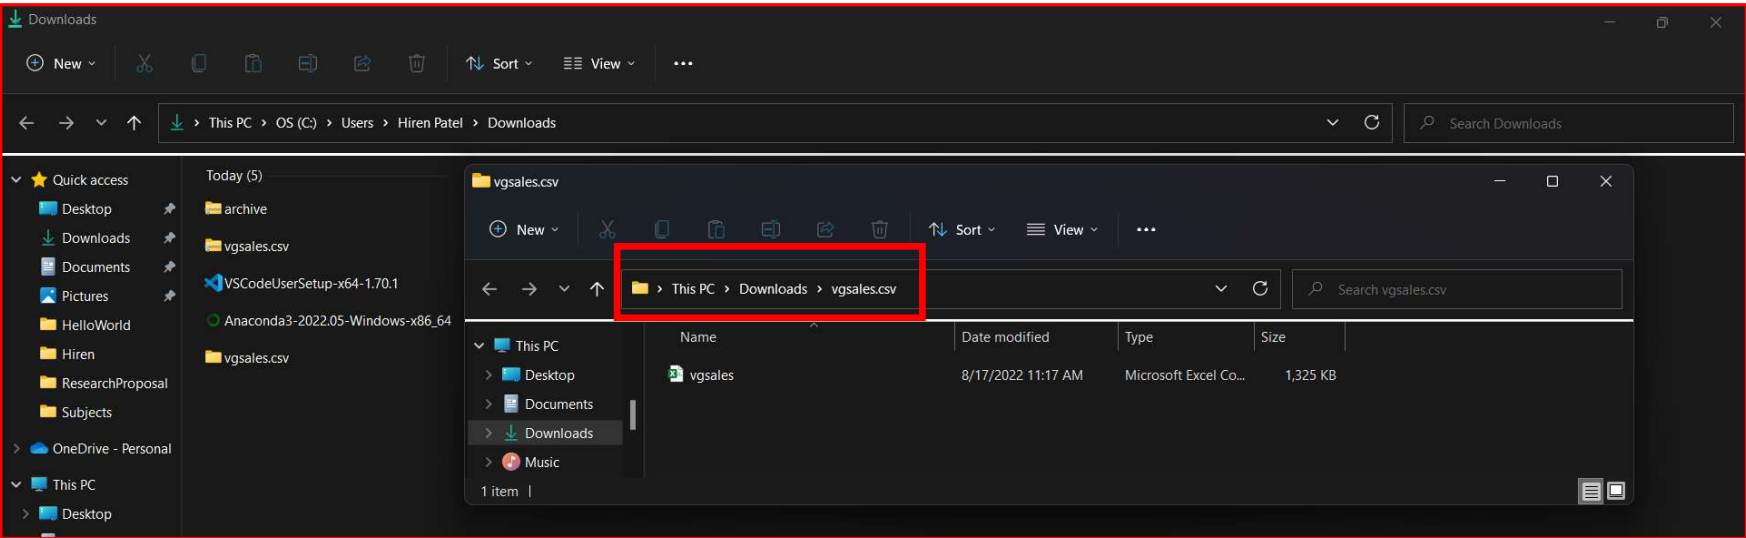 Downloads
New
Sort
View
This PC > OS (C:) > Users > Hiren Patel > Downloads
Search Downloads
Quick access
Desktop
Downloads
Documents
Pictures
HelloWorld
Hiren
ResearchProposal
Subjects
OneDrive - Personal
This PC
Desktop
Today (5)
archive
vgsales.csv
VSCodeUserSetup-x64-1.70.1
Anaconda3-2022.05-Windows-x86_64
vgsales.csv
vgsales.csv
New
Sort
View
This PC > Downloads > vgsales.csv
Search vgsales.csv
This PC
Desktop
Documents
Downloads
Music
Name Date modified Type Size
vgsales 8/17/2022 11:17 AM Microsoft Excel Co... 1,325 KB
1 item